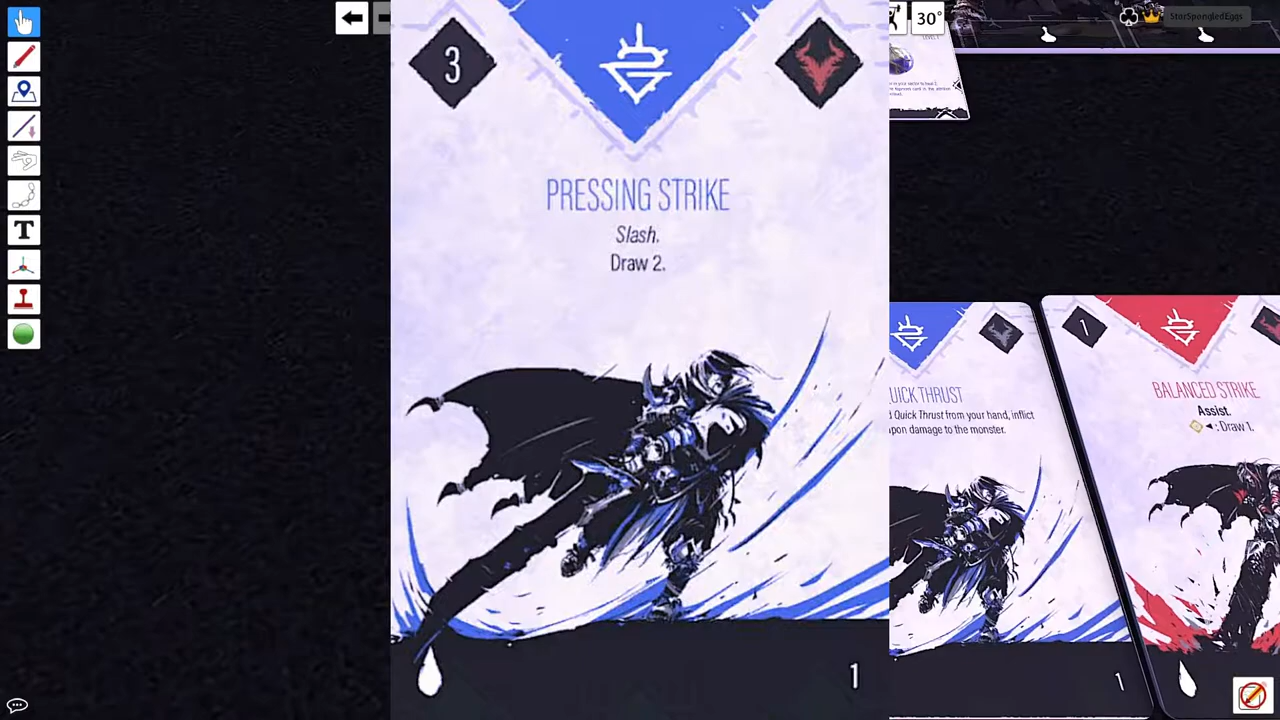 30°
StarSpangledEggs
3
PRESSING STRIKE
Slash.
Draw 2.
1
UICK THRUST
d Quick Thrust from your hand, inflict
pon damage to the monster.
1
1
BALANCED STRIKE
Assist.
: Draw 1.
T